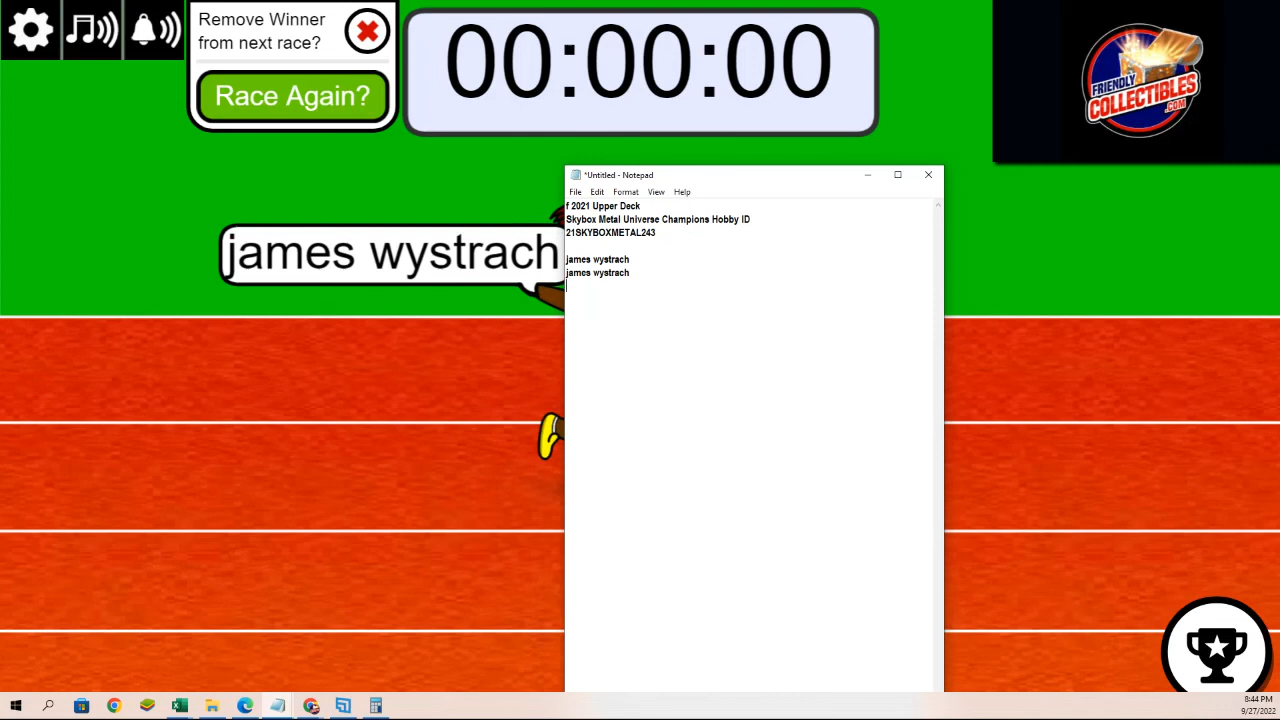 Remove Winner
from next race?
Race Again?
00:00:00
FRIENDLY
COLLECTIBLES
.COM
*Untitled - Notepad
File Edit Format View Help
f 2021 Upper Deck
Skybox Metal Universe Champions Hobby ID
21SKYBOXMETAL243
james wystrach
james wystrach
james wystrach
8:44 PM
9/27/2022